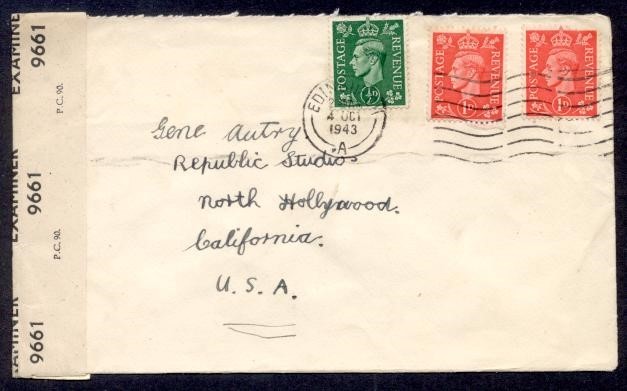 EXAMINER 9661
P.C. 90.
EXAMINER 9661
P.C. 90.
EXAMINER 9661
POSTAGE REVENUE
½D
POSTAGE REVENUE
1D
POSTAGE REVENUE
1D
4 OCT
1943
A
Gene Autry
Republic Studios
North Hollywood.
California.
U. S. A.